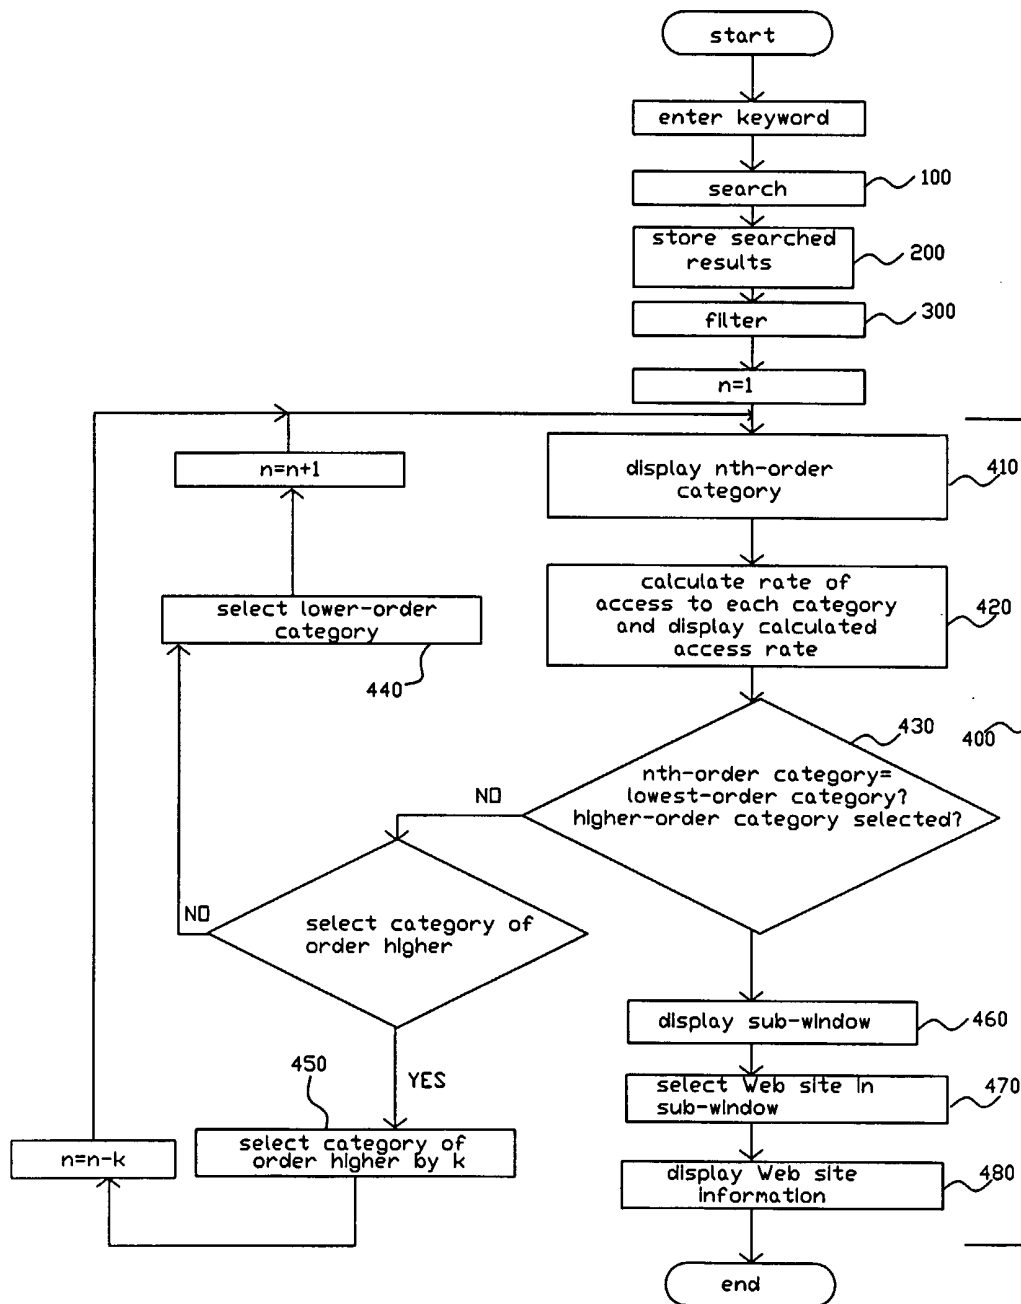 start
enter keyword
search
100
store searched
results
200
filter
300
n=1
n=n+1
display nth-order
category
410
select lower-order
category
440
calculate rate of
access to each category
and display calculated
access rate
420
430
400
nth-order category=
lowest-order category?
higher-order category selected?
NO
select category of
order higher
NO
YES
display sub-window
460
450
select Web site in
sub-window
470
select category of
order higher by k
n=n-k
display Web site
information
480
end